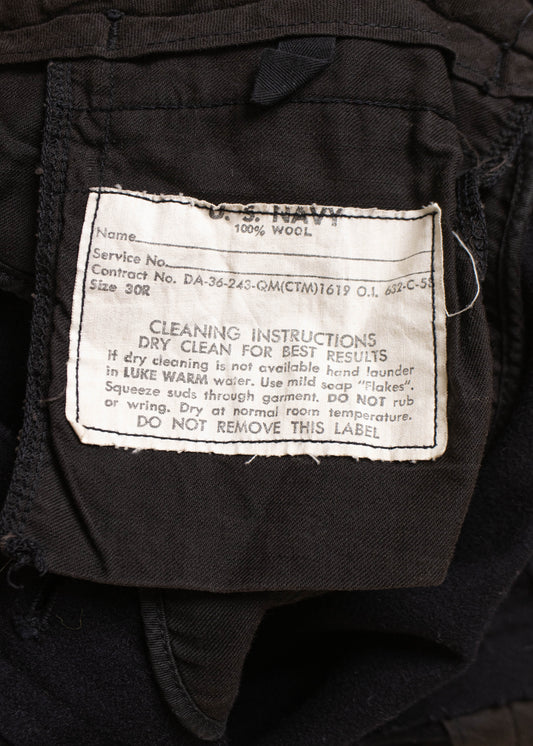 U. S. NAVY
100% WOOL
Name
Service No.
Contract No. DA-36-243-QM(CTM)1619 O.I. 632-C-55
Size 30R
CLEANING INSTRUCTIONS
DRY CLEAN FOR BEST RESULTS
If dry cleaning is not available hand launder
in LUKE WARM water. Use mild soap "Flakes".
Squeeze suds through garment. DO NOT rub
or wring. Dry at normal room temperature.
DO NOT REMOVE THIS LABEL